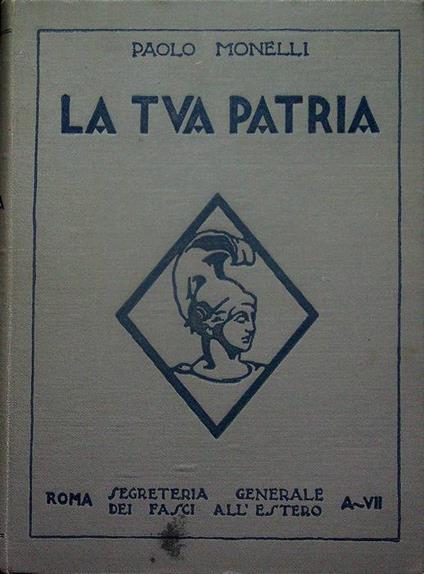 PAOLO MONELLI
LA TVA PATRIA
ROMA SEGRETERIA GENERALE DEI FASCI ALL'ESTERO A~VII